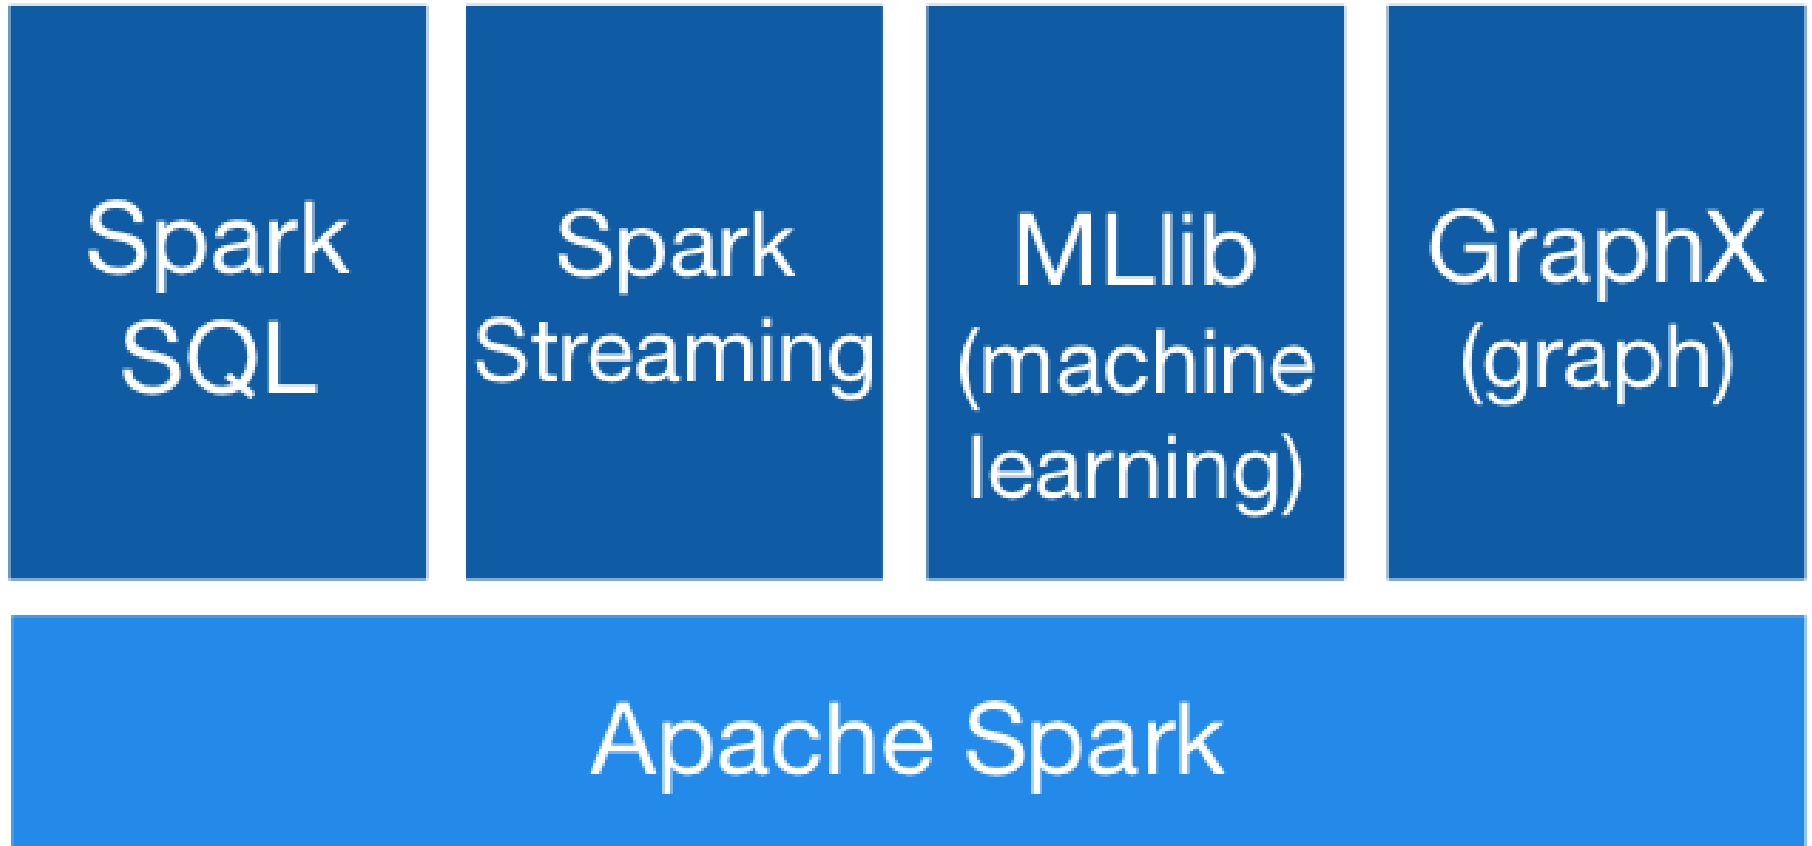 Spark
SQL
Spark
Streaming
MLlib
(machine
learning)
GraphX
(graph)
Apache Spark